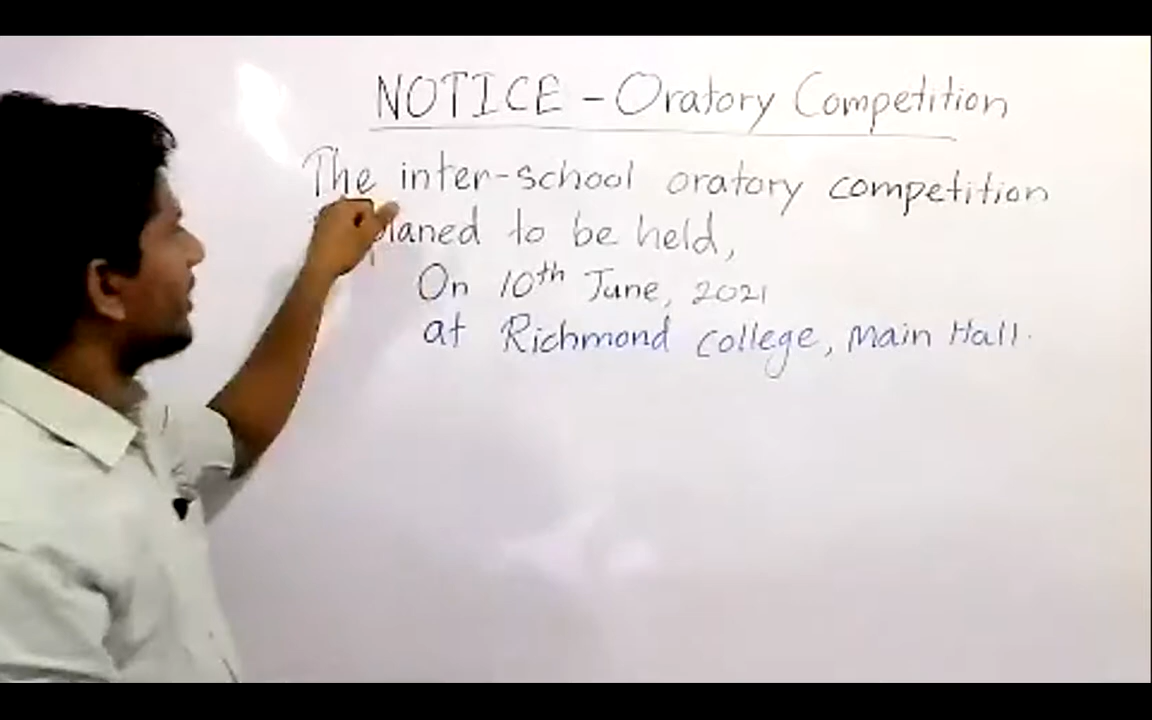 NOTICE - Oratory Competition
The inter-school oratory competition
planed to be held,
On 10th June, 2021
at Richmond college, Main Hall.